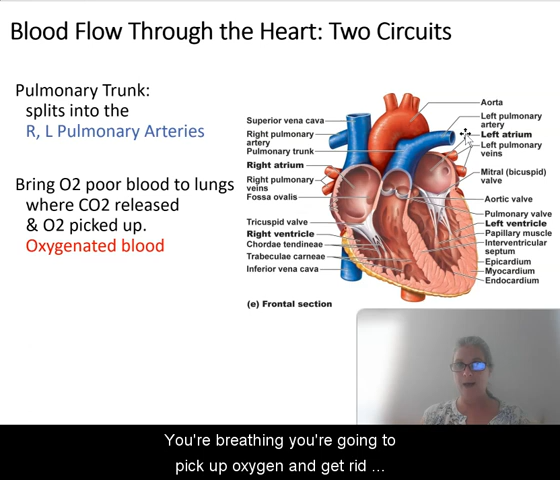 Blood Flow Through the Heart: Two Circuits
Pulmonary Trunk:
splits into the
R, L Pulmonary Arteries
Bring O2 poor blood to lungs
where CO2 released
& O2 picked up.
Oxygenated blood
Superior vena cava
Right pulmonary
artery
Pulmonary trunk
Right atrium
Right pulmonary
veins
Fossa ovalis
Tricuspid valve
Right ventricle
Chordae tendineae
Trabeculae carneae
Inferior vena cava
Aorta
Left pulmonary
artery
Left atrium
Left pulmonary
veins
Mitral (bicuspid)
valve
Aortic valve
Pulmonary valve
Left ventricle
Papillary muscle
Interventricular
septum
Epicardium
Myocardium
Endocardium
(e) Frontal section
You're breathing you're going to
pick up oxygen and get rid ...